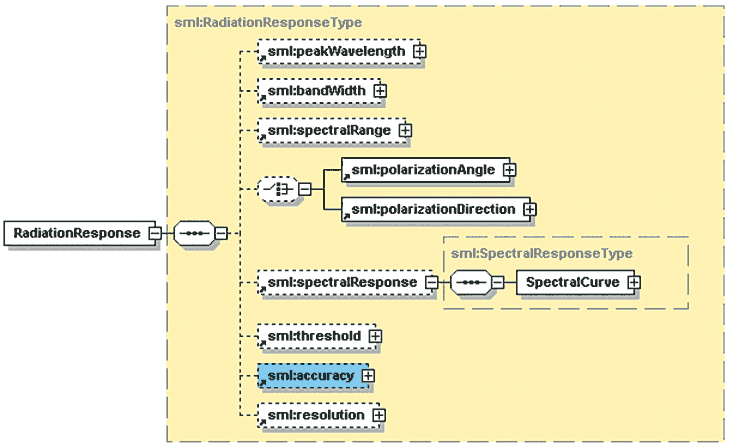 sml:RadiationResponseType
sml:peakWavelength
sml:bandWidth
sml:spectralRange
sml:polarizationAngle
sml:polarizationDirection
RadiationResponse
sml:SpectralResponseType
sml:spectralResponse
SpectralCurve
sml:threshold
sml:accuracy
sml:resolution